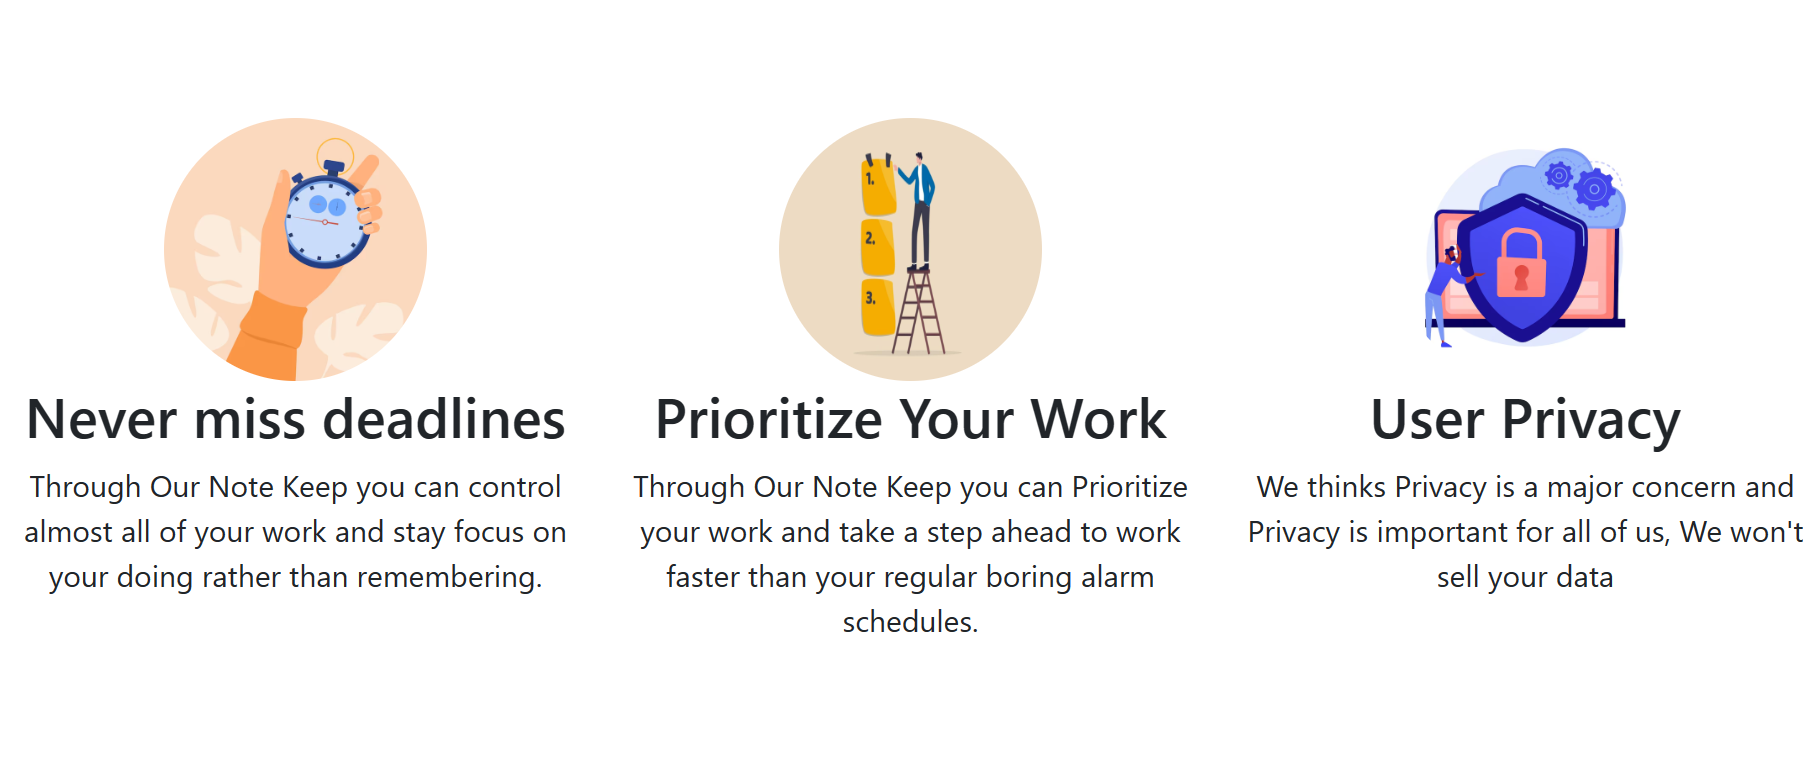 1.
2.
3.
Never miss deadlines
Through Our Note Keep you can control
almost all of your work and stay focus on
your doing rather than remembering.
Prioritize Your Work
Through Our Note Keep you can Prioritize
your work and take a step ahead to work
faster than your regular boring alarm
schedules.
User Privacy
We thinks Privacy is a major concern and
Privacy is important for all of us, We won't
sell your data